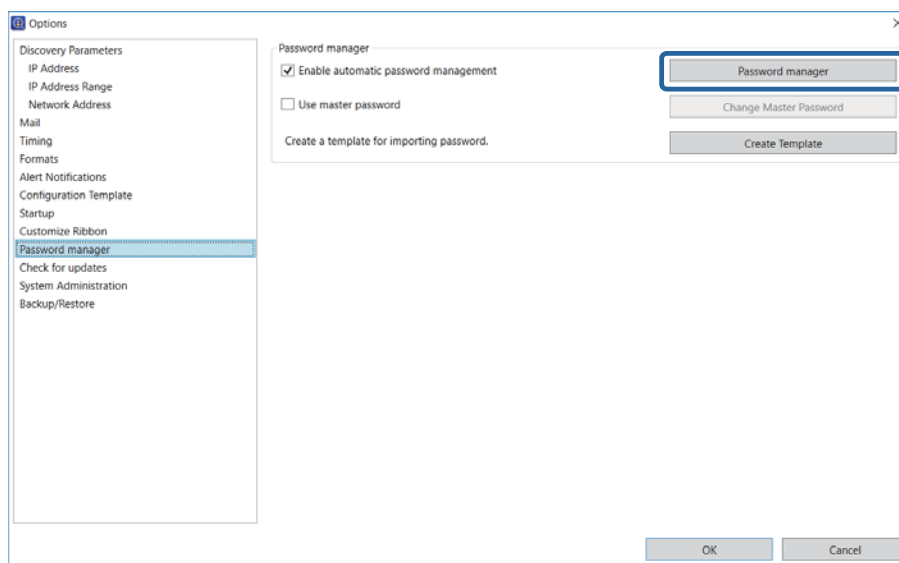 Options
Discovery Parameters
IP Address
IP Address Range
Network Address
Mail
Timing
Formats
Alert Notifications
Configuration Template
Startup
Customize Ribbon
Password manager
Check for updates
System Administration
Backup/Restore
Password manager
Enable automatic password management
Password manager
Use master password
Change Master Password
Create a template for importing password.
Create Template
OK
Cancel